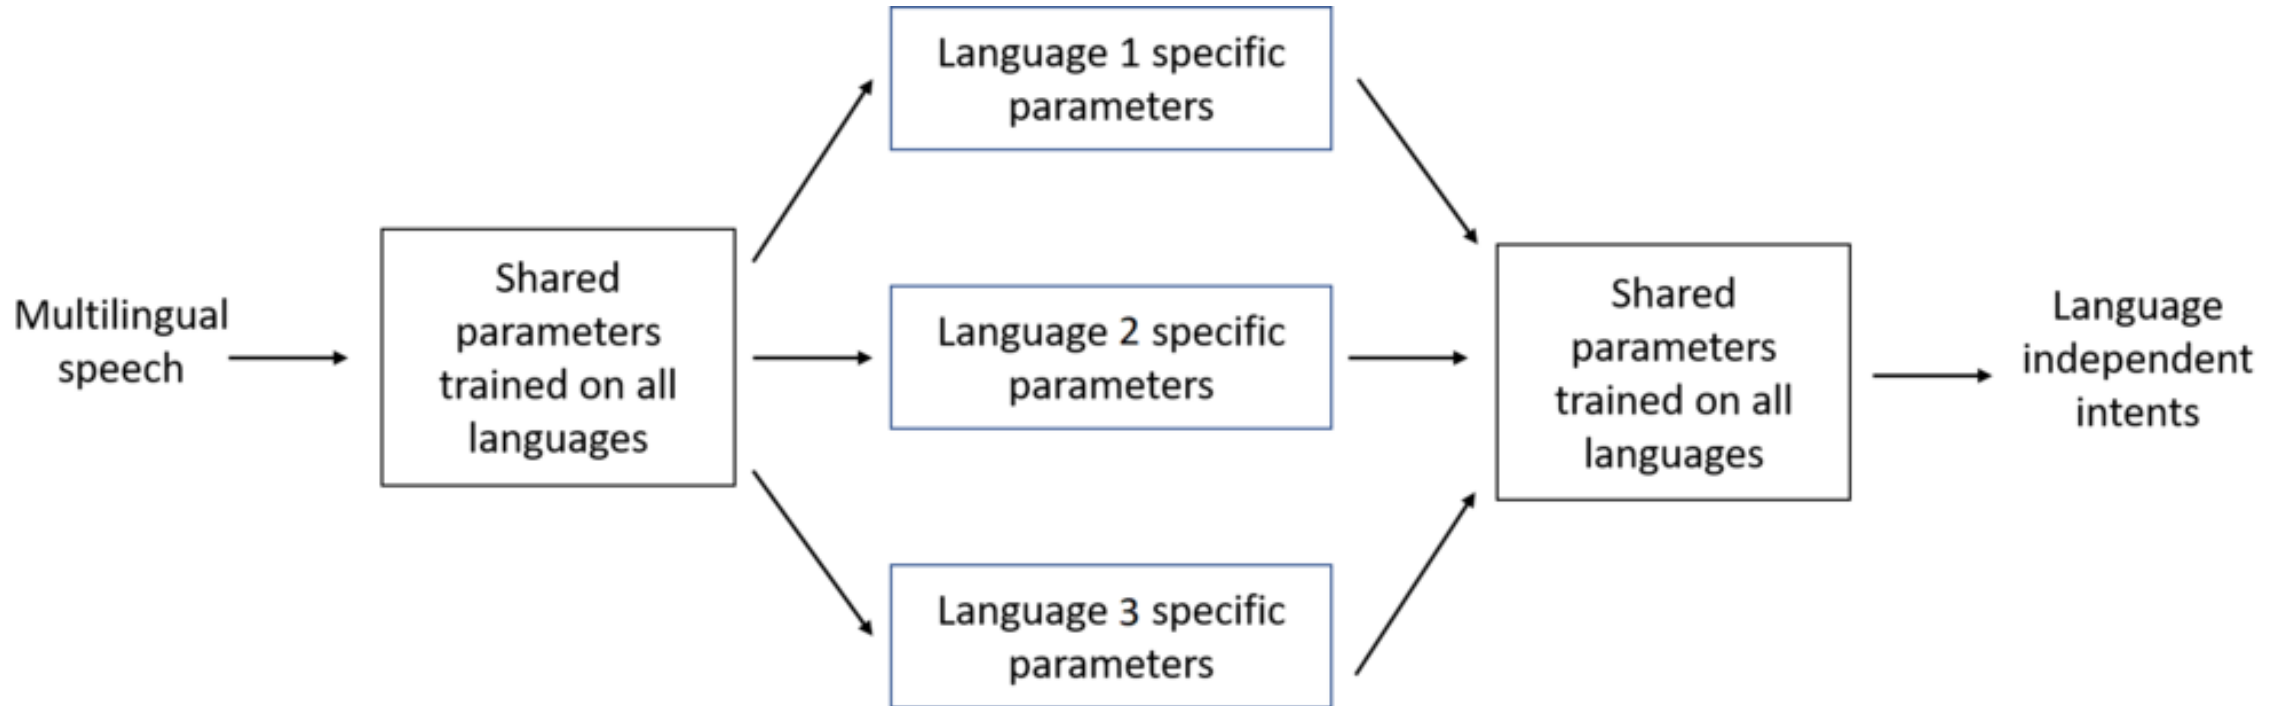 Multilingual
speech
Shared
parameters
trained on all
languages
Language 1 specific
parameters
Language 2 specific
parameters
Language 3 specific
parameters
Shared
parameters
trained on all
languages
Language
independent
intents